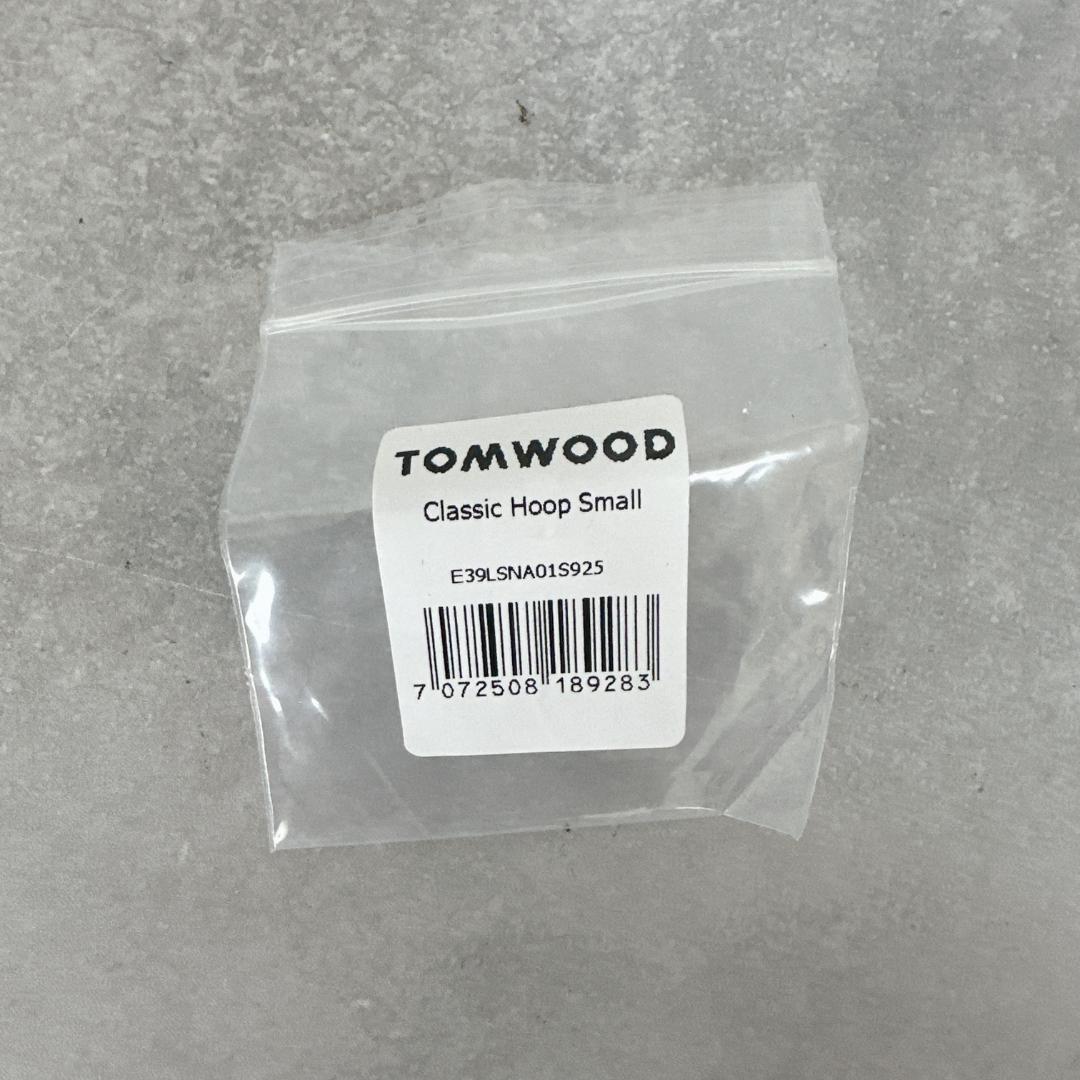 TOMWOOD
Classic Hoop Small
E39LSNA01S925
7 072508 189283